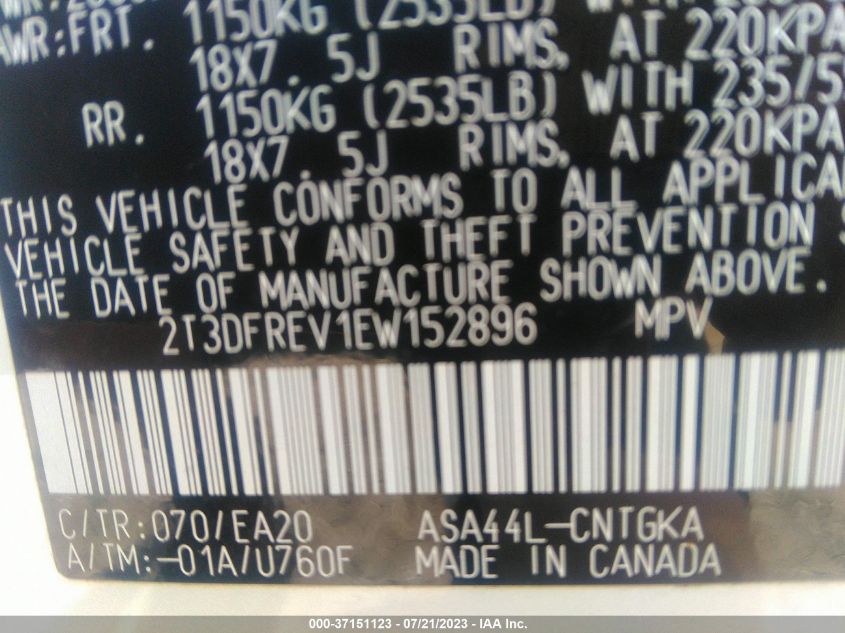 AWR:FRT. 1150KG (2535LB) WITH
18X7. 5J RIMS, AT 220KPA
RR. 1150KG (2535LB) WITH 235/5
18X7. 5J RIMS, AT 220KPA
THIS VEHICLE CONFORMS TO ALL APPLICA
VEHICLE SAFETY AND THEFT PREVENTION S
THE DATE OF MANUFACTURE SHOWN ABOVE.
2T3DFREV1EW152896 MPV
C/TR:070/EA20 ASA44L-CNTGKA
A/TM:-01A/U760F MADE IN CANADA
000-37151123 - 07/21/2023 - IAA Inc.